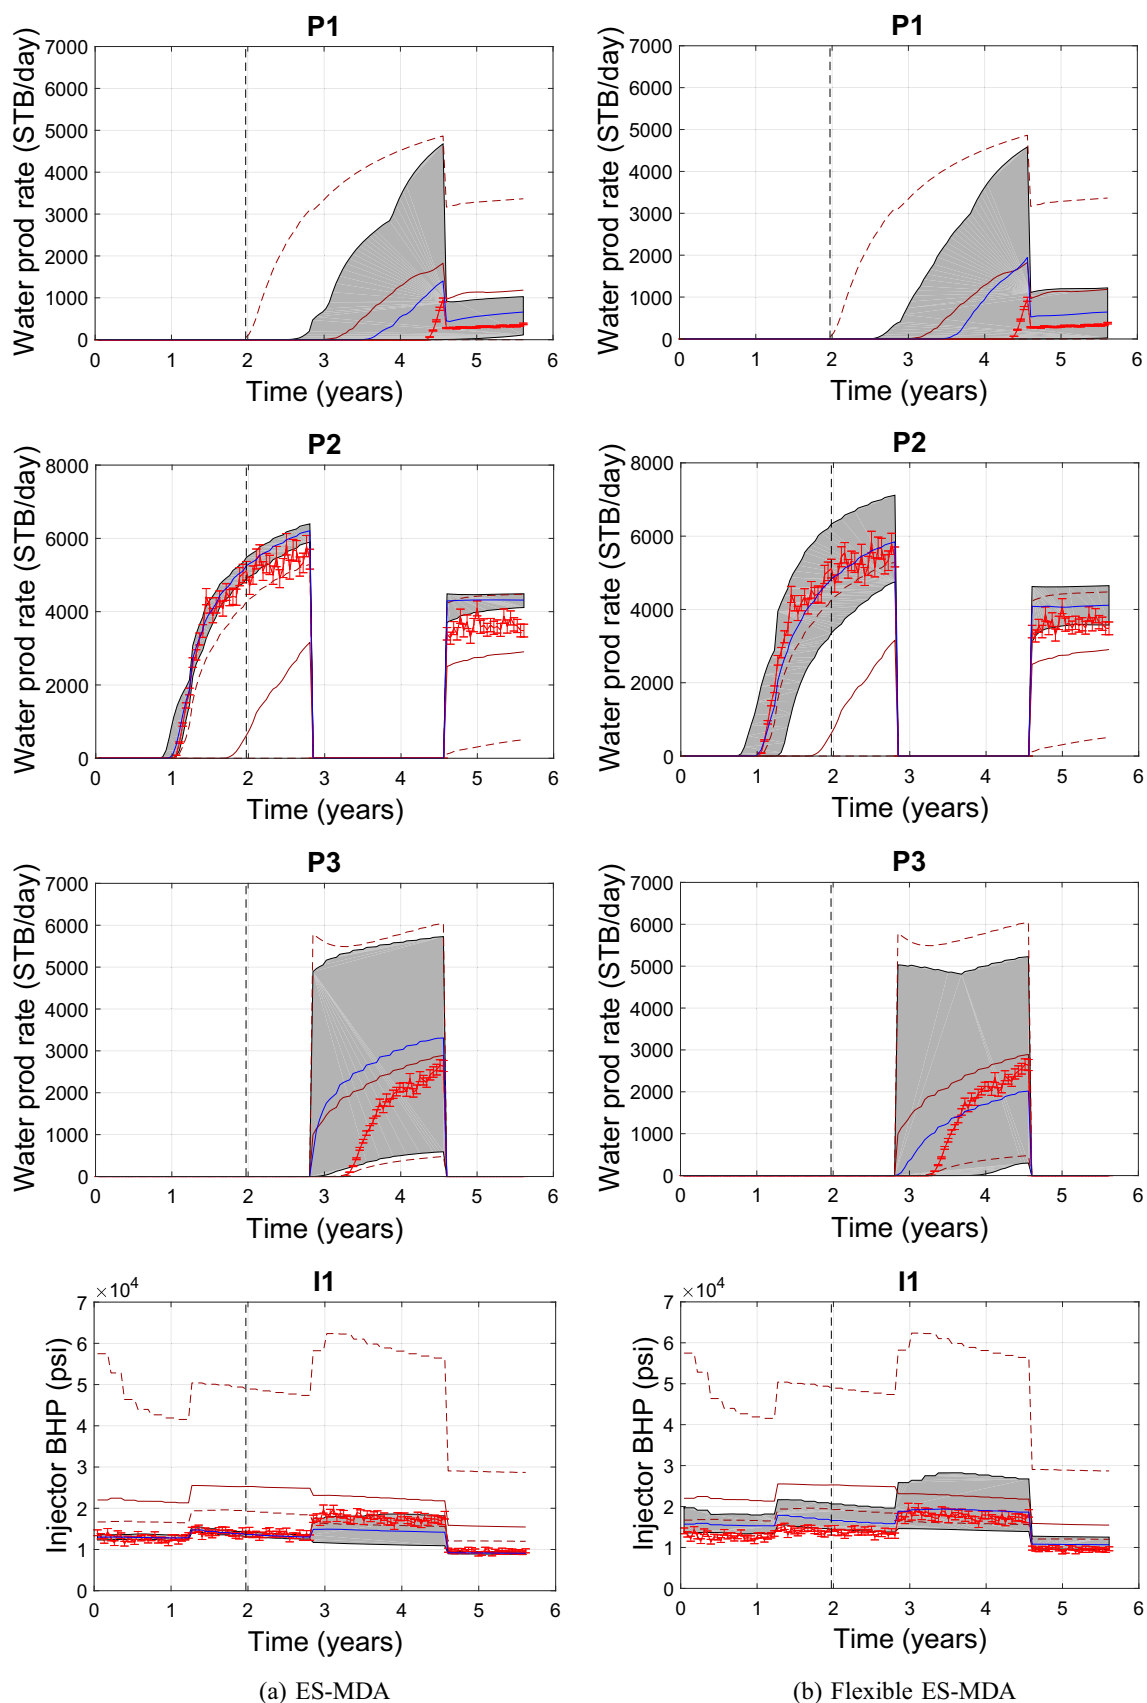 P1
Water prod rate (STB/day)
7000
6000
5000
4000
3000
2000
1000
0
0 1 2 3 4 5 6
Time (years)
P1
Water prod rate (STB/day)
7000
6000
5000
4000
3000
2000
1000
0
0 1 2 3 4 5 6
Time (years)
P2
Water prod rate (STB/day)
8000
6000
4000
2000
0
0 1 2 3 4 5 6
Time (years)
P2
Water prod rate (STB/day)
8000
6000
4000
2000
0
0 1 2 3 4 5 6
Time (years)
P3
Water prod rate (STB/day)
7000
6000
5000
4000
3000
2000
1000
0
0 1 2 3 4 5 6
Time (years)
P3
Water prod rate (STB/day)
7000
6000
5000
4000
3000
2000
1000
0
0 1 2 3 4 5 6
Time (years)
I1
×10⁴
Injector BHP (psi)
7
6
5
4
3
2
1
0
0 1 2 3 4 5 6
Time (years)
I1
×10⁴
Injector BHP (psi)
7
6
5
4
3
2
1
0
0 1 2 3 4 5 6
Time (years)
(a) ES-MDA
(b) Flexible ES-MDA